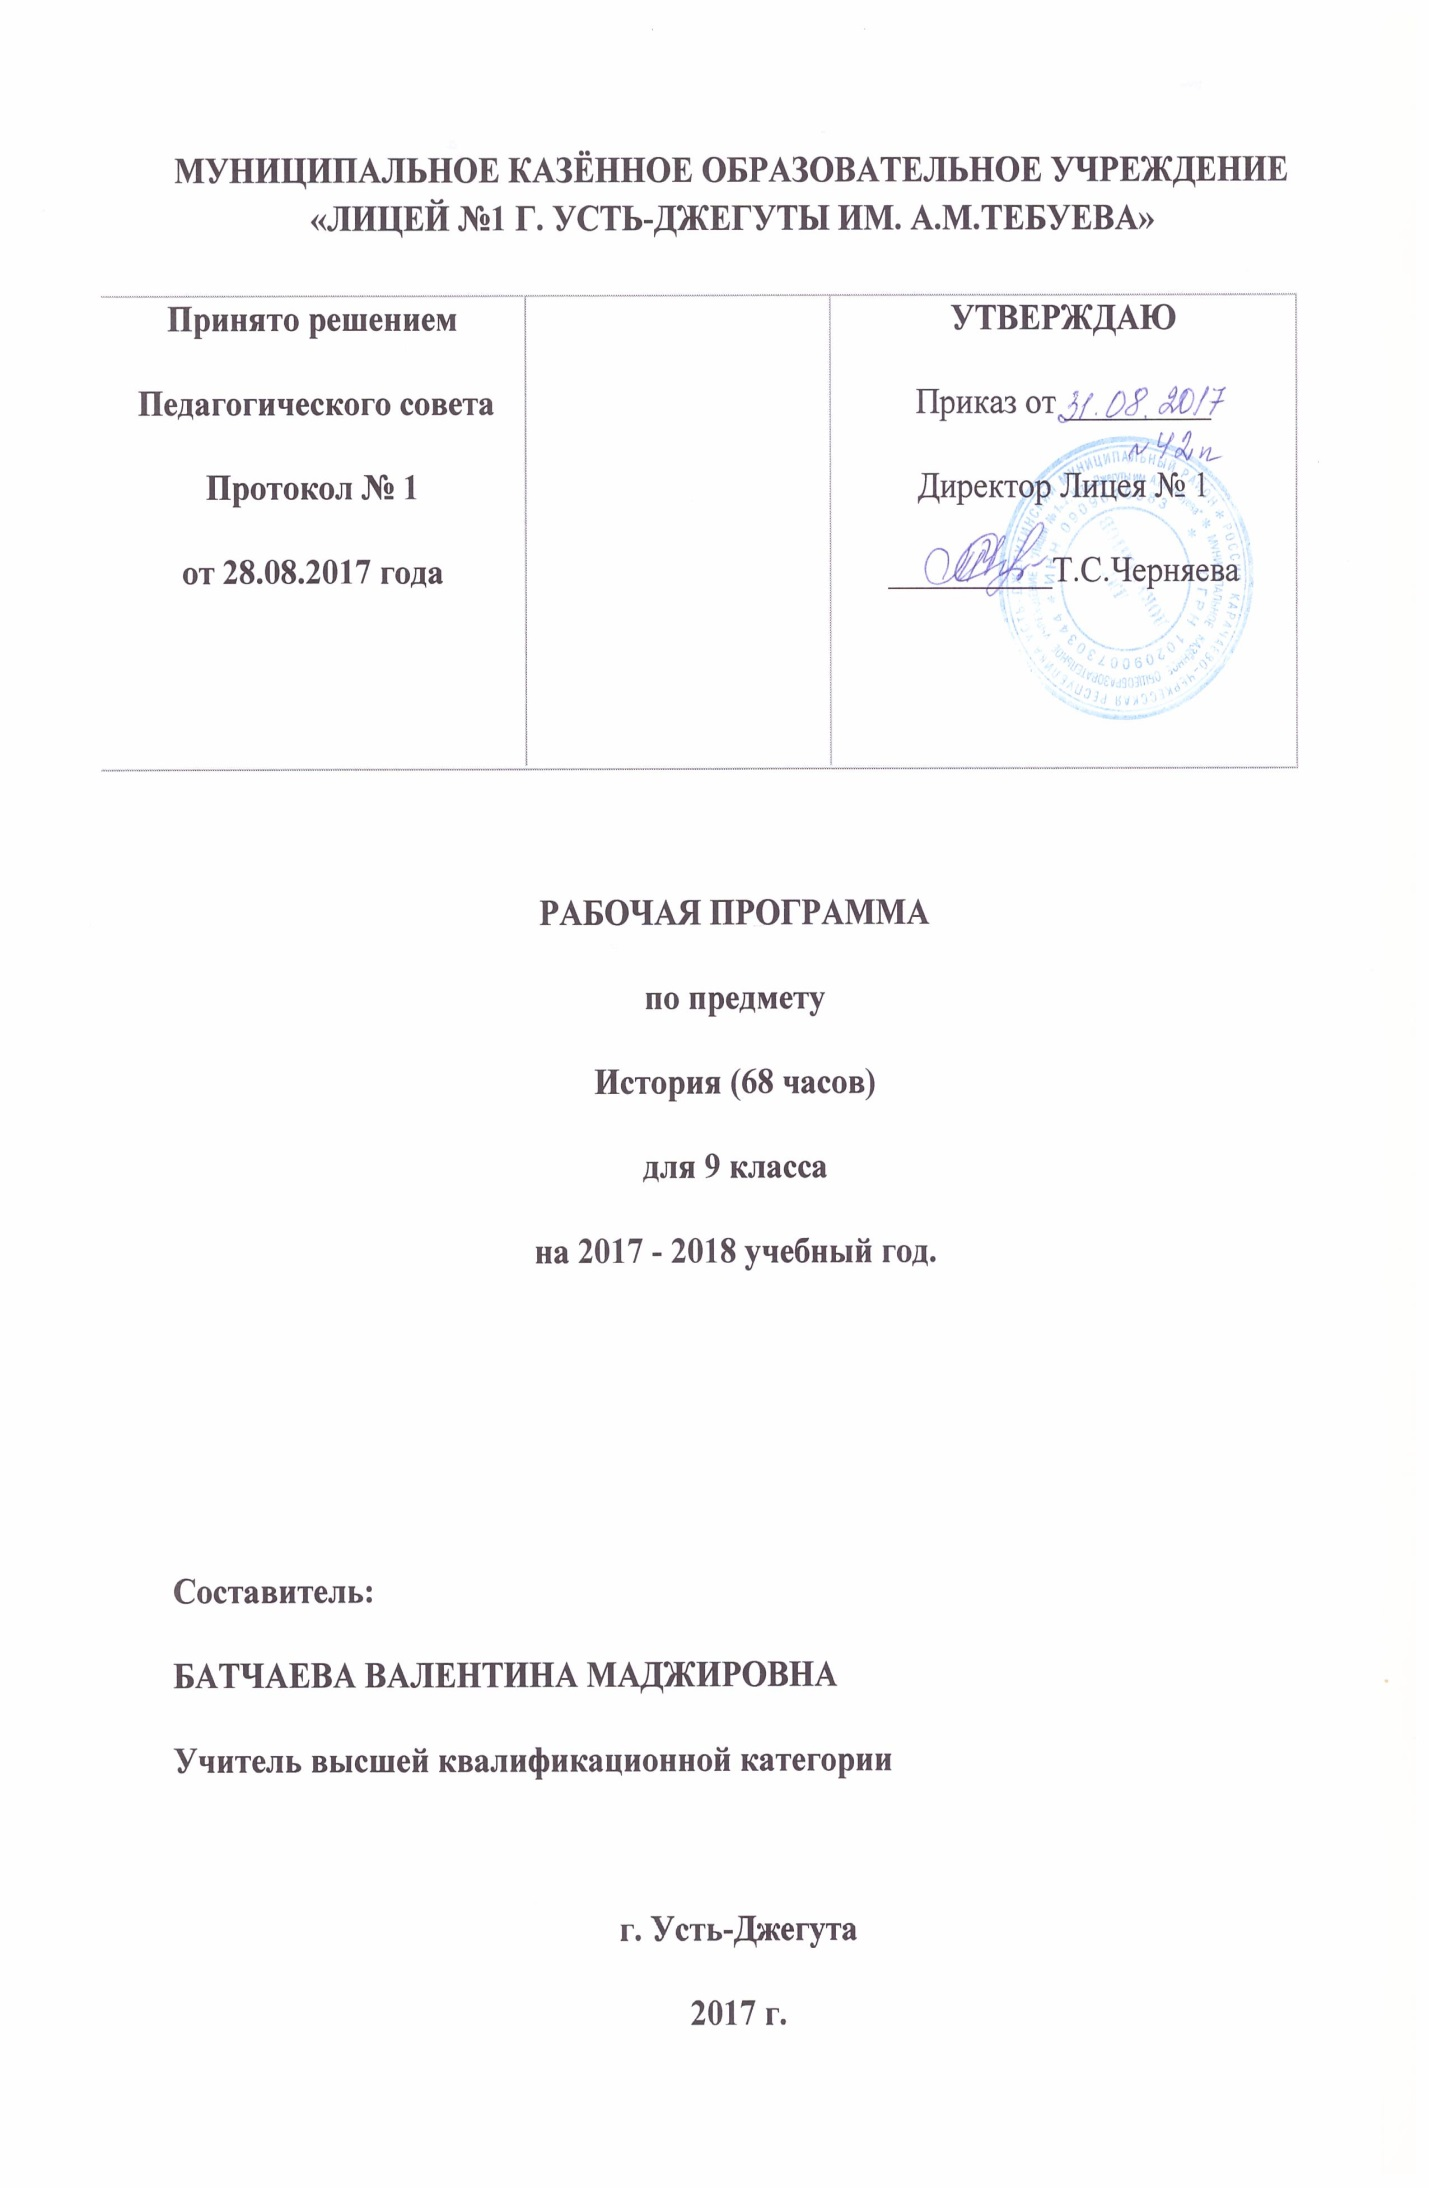 МУНИЦИПАЛЬНОЕ КАЗЁННОЕ ОБРАЗОВАТЕЛЬНОЕ УЧРЕЖДЕНИЕ
«ЛИЦЕЙ №1 Г. УСТЬ-ДЖЕГУТЫ ИМ. А.М.ТЕБУЕВА»
Принято решением
Педагогического совета
Протокол № 1
от 28.08.2017 года
УТВЕРЖДАЮ
Приказ от 31.08.2017
№ 42 п
Директор Лицея № 1
Т.С.Черняева
РАБОЧАЯ ПРОГРАММА
по предмету
История (68 часов)
для 9 класса
на 2017 - 2018 учебный год.
Составитель:
БАТЧАЕВА ВАЛЕНТИНА МАДЖИРОВНА
Учитель высшей квалификационной категории
г. Усть-Джегута
2017 г.